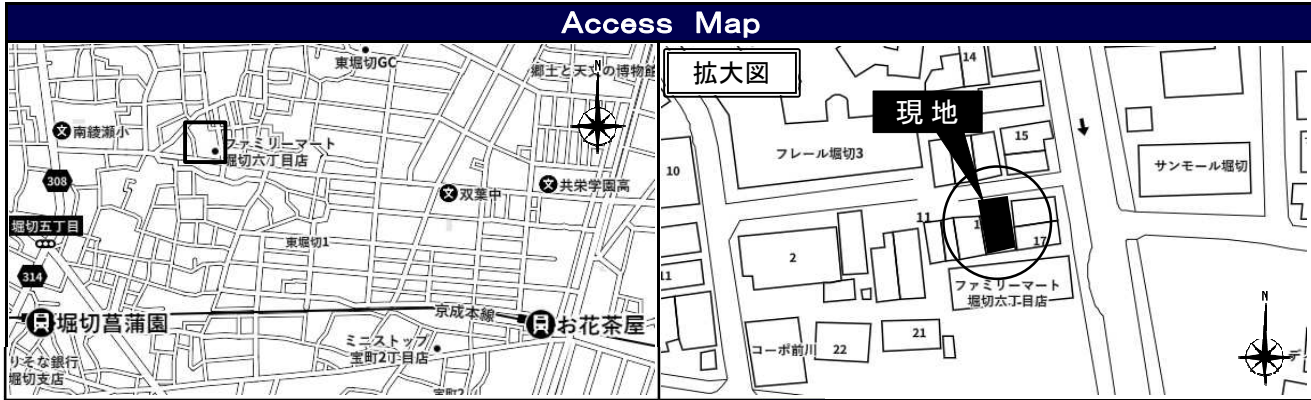 Access Map
東堀切GC
郷土と天文の博物館
N
南綾瀬小
ファミリーマート
堀切六丁目店
308
双葉中
共栄学園高
堀切五丁目
東堀切1
314
京成本線
堀切菖蒲園
お花茶屋
ミニストップ
宝町2丁目店
りそな銀行
堀切支店
宝町2
拡大図
14
現地
フレール堀切3
15
サンモール堀切
10
11
17
2
ファミリーマート
堀切六丁目店
11
21
コーポ前川
22
N
デ